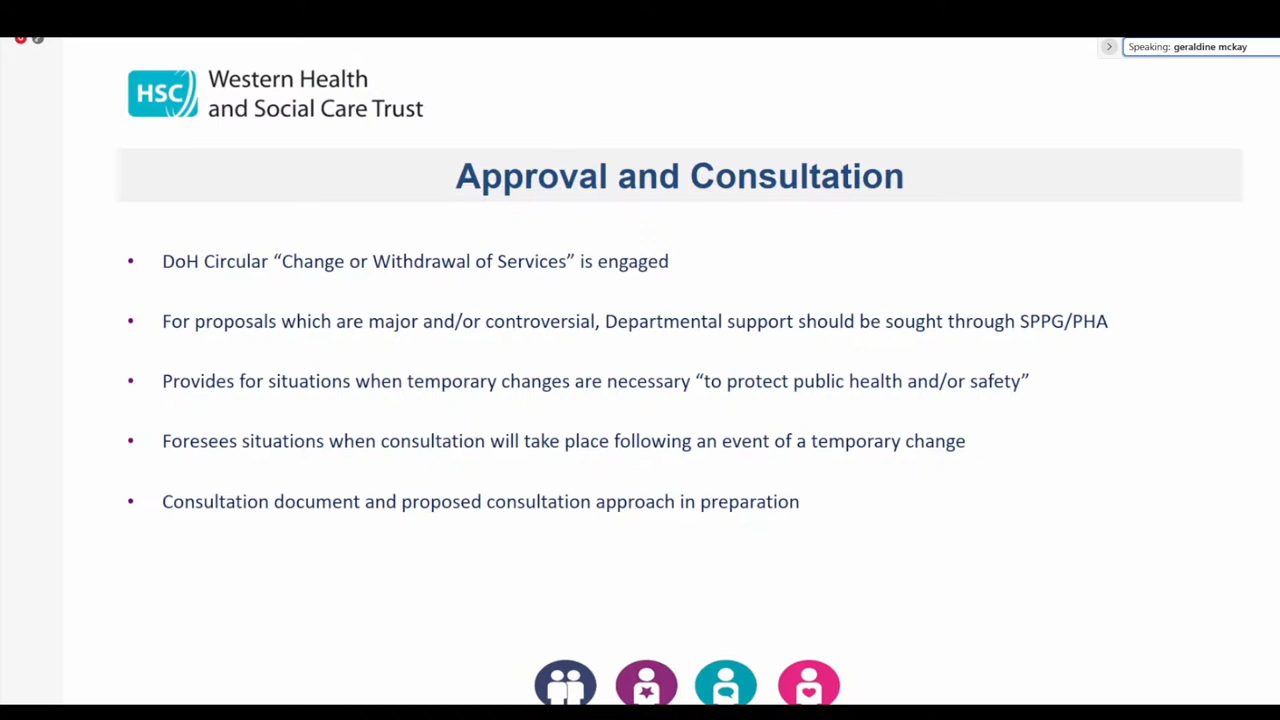 Speaking: geraldine mckay
HSC
Western Health
and Social Care Trust
Approval and Consultation
• DoH Circular “Change or Withdrawal of Services” is engaged
• For proposals which are major and/or controversial, Departmental support should be sought through SPPG/PHA
• Provides for situations when temporary changes are necessary “to protect public health and/or safety”
• Foresees situations when consultation will take place following an event of a temporary change
• Consultation document and proposed consultation approach in preparation